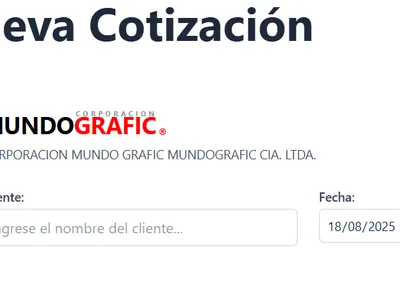 eva Cotización
CORPORACION
MUNDOGRAFIC®
RPORACION MUNDO GRAFIC MUNDOGRAFIC CIA. LTDA.
ente:
Fecha:
grese el nombre del cliente...
18/08/2025